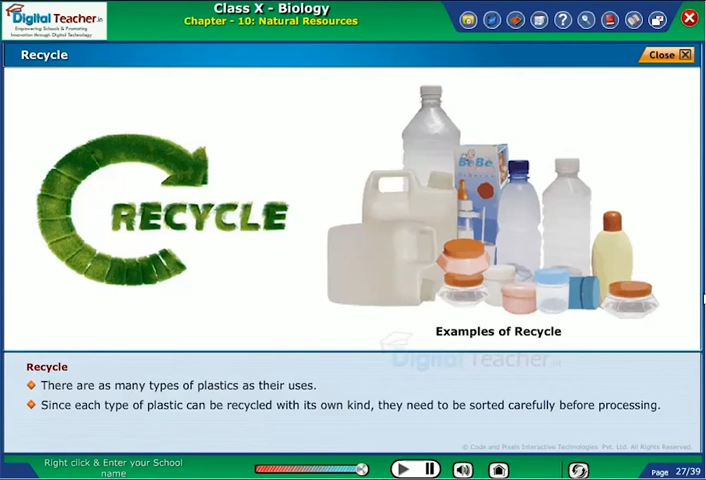 Digital Teacher.in
Empowering Schools & Promoting
Innovation through Digital Technology
Class X - Biology
Chapter - 10: Natural Resources
Recycle
Close
RECYCLE
BeBe
Examples of Recycle
Digital Teacher.in
Recycle
There are as many types of plastics as their uses.
Since each type of plastic can be recycled with its own kind, they need to be sorted carefully before processing.
© Code and Pixels Interactive Technologies Pvt. Ltd. All Rights Reserved.
Right click & Enter your School
name
Page 27/39